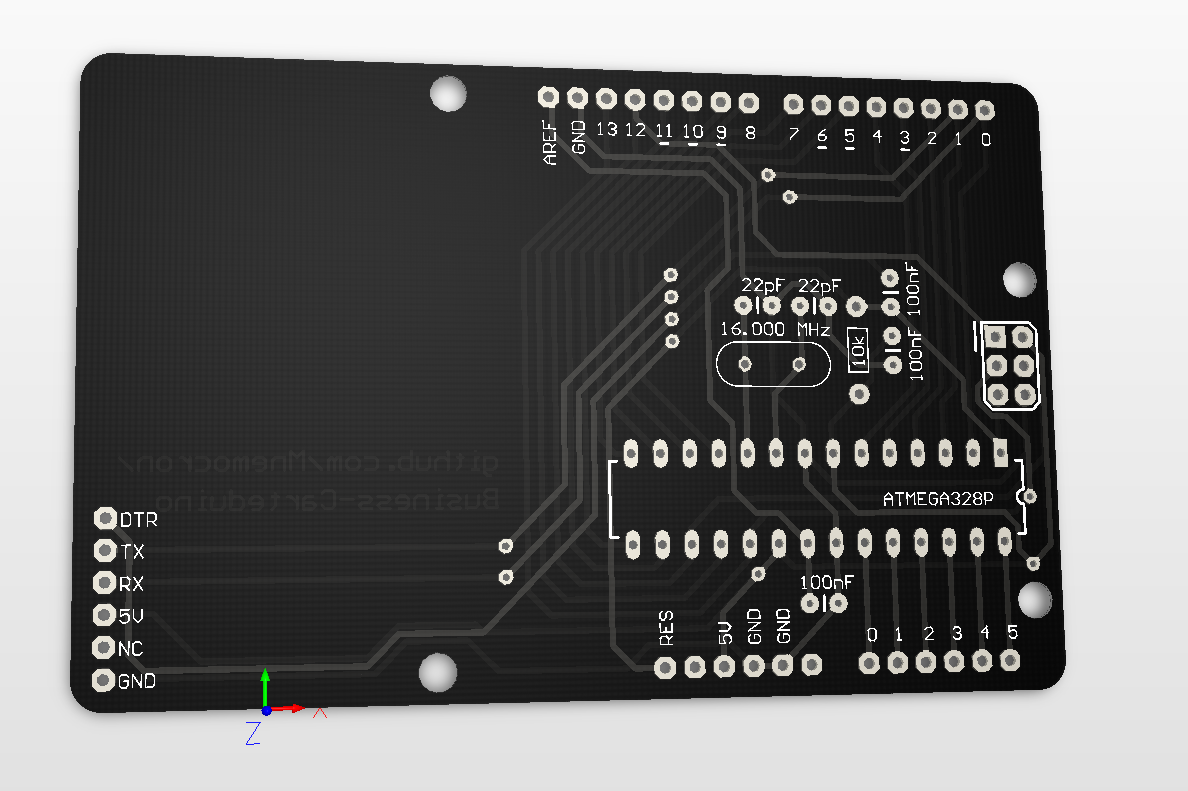 AREF GND 13 12 11 10 9 8 7 6 5 4 3 2 1 0
22pF 22pF 100nF
16.000 MHz 10k 100nF
github.com/Mnemocron/
Business-Carteduino
ATMEGA328P
DTR
TX
RX
5V
NC
GND
100nF
RES 5V GND GND 0 1 2 3 4 5
Z X